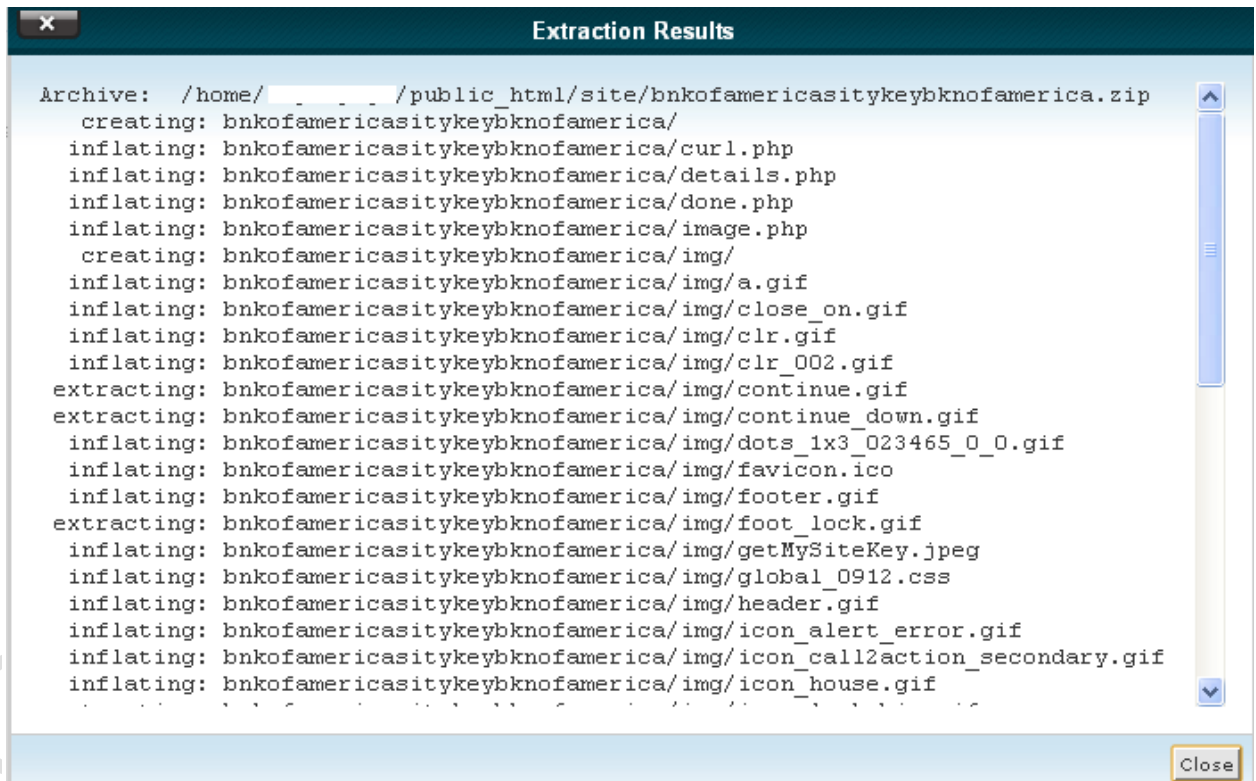 Extraction Results
Archive: /home/ /public_html/site/bnkofamericasitykeybknofamerica.zip
creating: bnkofamericasitykeybknofamerica/
inflating: bnkofamericasitykeybknofamerica/curl.php
inflating: bnkofamericasitykeybknofamerica/details.php
inflating: bnkofamericasitykeybknofamerica/done.php
inflating: bnkofamericasitykeybknofamerica/image.php
creating: bnkofamericasitykeybknofamerica/img/
inflating: bnkofamericasitykeybknofamerica/img/a.gif
inflating: bnkofamericasitykeybknofamerica/img/close_on.gif
inflating: bnkofamericasitykeybknofamerica/img/clr.gif
inflating: bnkofamericasitykeybknofamerica/img/clr_002.gif
extracting: bnkofamericasitykeybknofamerica/img/continue.gif
extracting: bnkofamericasitykeybknofamerica/img/continue_down.gif
inflating: bnkofamericasitykeybknofamerica/img/dots_1x3_023465_0_0.gif
inflating: bnkofamericasitykeybknofamerica/img/favicon.ico
inflating: bnkofamericasitykeybknofamerica/img/footer.gif
extracting: bnkofamericasitykeybknofamerica/img/foot_lock.gif
inflating: bnkofamericasitykeybknofamerica/img/getMySiteKey.jpeg
inflating: bnkofamericasitykeybknofamerica/img/global_0912.css
inflating: bnkofamericasitykeybknofamerica/img/header.gif
inflating: bnkofamericasitykeybknofamerica/img/icon_alert_error.gif
inflating: bnkofamericasitykeybknofamerica/img/icon_call2action_secondary.gif
inflating: bnkofamericasitykeybknofamerica/img/icon_house.gif
Close